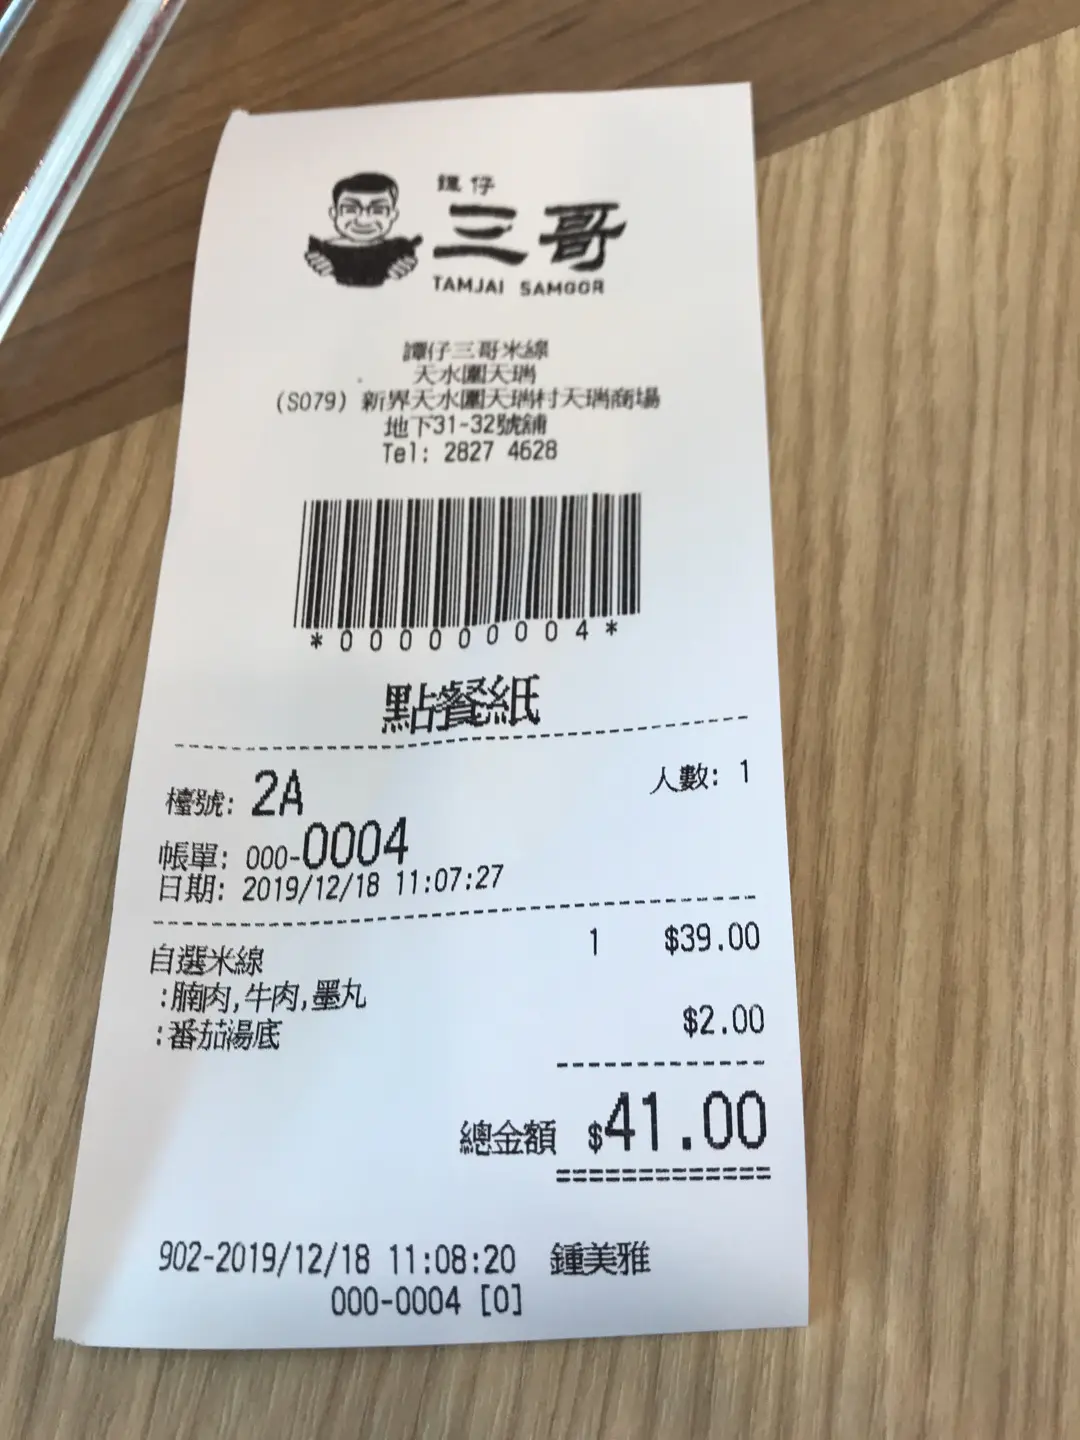 譚仔
三哥
TAMJAI SAMGOR
譚仔三哥米線
天水圍天瑞
(S079) 新界天水圍天瑞村天瑞商場
地下31-32號舖
Tel: 2827 4628
*000000004*
點餐紙
檯號: 2A 人數: 1
帳單: 000-0004
日期: 2019/12/18 11:07:27
自選米線 1 $39.00
:腩肉,牛肉,墨丸
:番茄湯底 $2.00
總金額 $41.00
902-2019/12/18 11:08:20 鍾美雅
000-0004 [0]